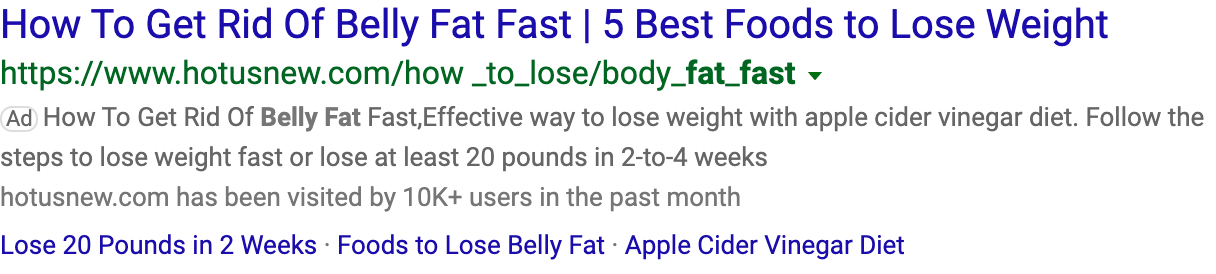 How To Get Rid Of Belly Fat Fast | 5 Best Foods to Lose Weight
https://www.hotusnew.com/how _to_lose/body_fat_fast
Ad How To Get Rid Of Belly Fat Fast,Effective way to lose weight with apple cider vinegar diet. Follow the
steps to lose weight fast or lose at least 20 pounds in 2-to-4 weeks
hotusnew.com has been visited by 10K+ users in the past month
Lose 20 Pounds in 2 Weeks · Foods to Lose Belly Fat · Apple Cider Vinegar Diet